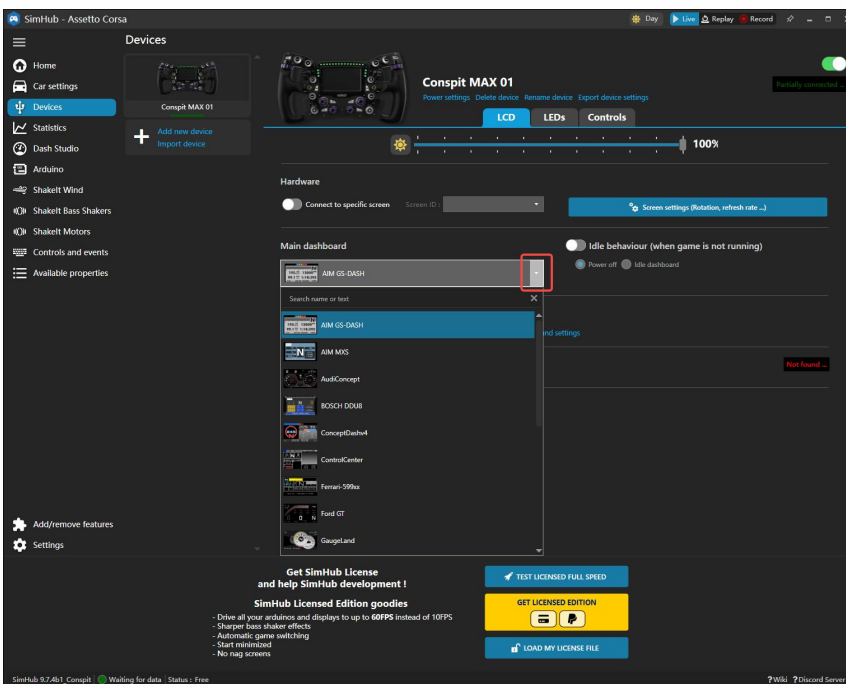 SimHub - Assetto Corsa
Day
Live
Replay
Record
Devices
Home
Car settings
Devices
Statistics
Dash Studio
Arduino
ShakeIt Wind
ShakeIt Bass Shakers
ShakeIt Motors
Controls and events
Available properties
Add/remove features
Settings
Conspit MAX 01
Add new device
Import device
Conspit MAX 01
Power settings Delete device Rename device Export device settings
Partially connected ...
LCD
LEDs
Controls
100%
Hardware
Connect to specific screen
Screen ID :
Screen settings (Rotation, refresh rate ...)
Main dashboard
Idle behaviour (when game is not running)
Power off
Idle dashboard
AIM GS-DASH
Search name or text
AIM GS-DASH
AIM MXS
AudiConcept
BOSCH DDU8
ConceptDashv4
ControlCenter
Ferrari-599xx
Ford GT
GaugeLand
nd settings
Not found ...
Get SimHub License
and help SimHub development !
SimHub Licensed Edition goodies
- Drive all your arduinos and displays to up to 60FPS instead of 10FPS
- Sharper bass shaker effects
- Automatic game switching
- Start minimized
- No nag screens
TEST LICENSED FULL SPEED
GET LICENSED EDITION
LOAD MY LICENSE FILE
SimHub 9.7.4b1_Conspit
Waiting for data
Status : Free
?Wiki ?Discord Server